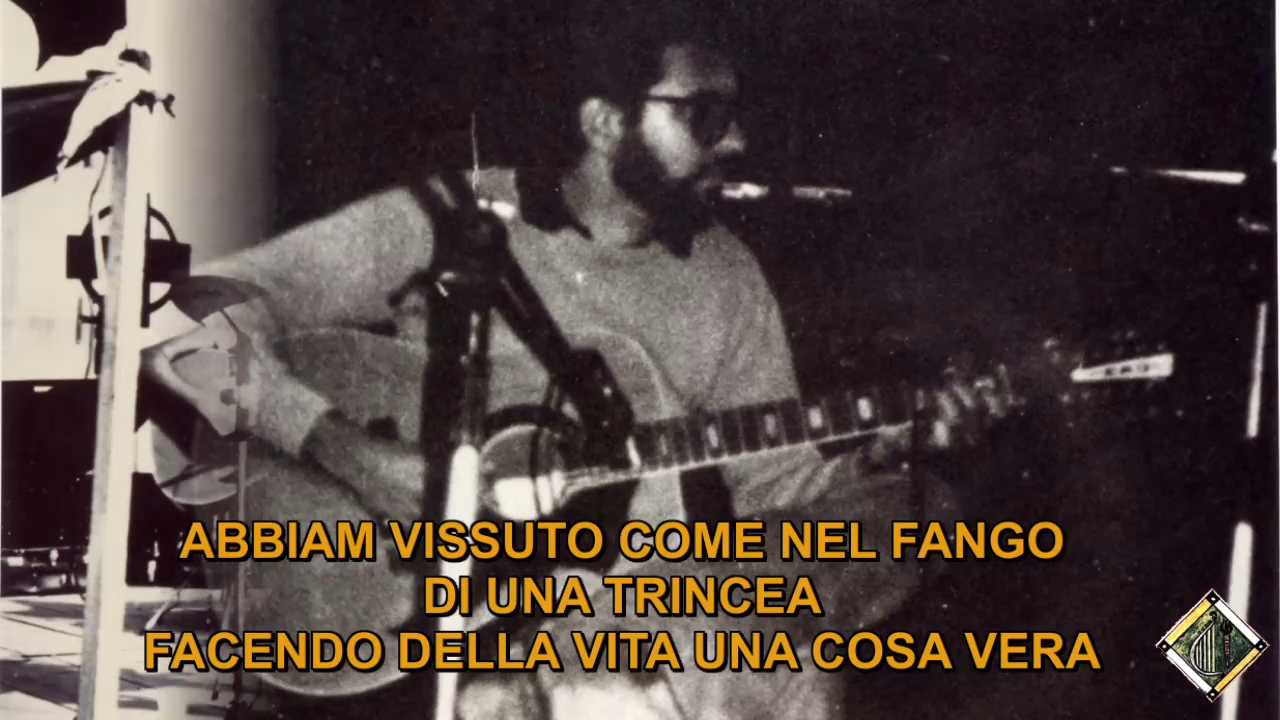 ABBIAM VISSUTO COME NEL FANGO
DI UNA TRINCEA
FACENDO DELLA VITA UNA COSA VERA